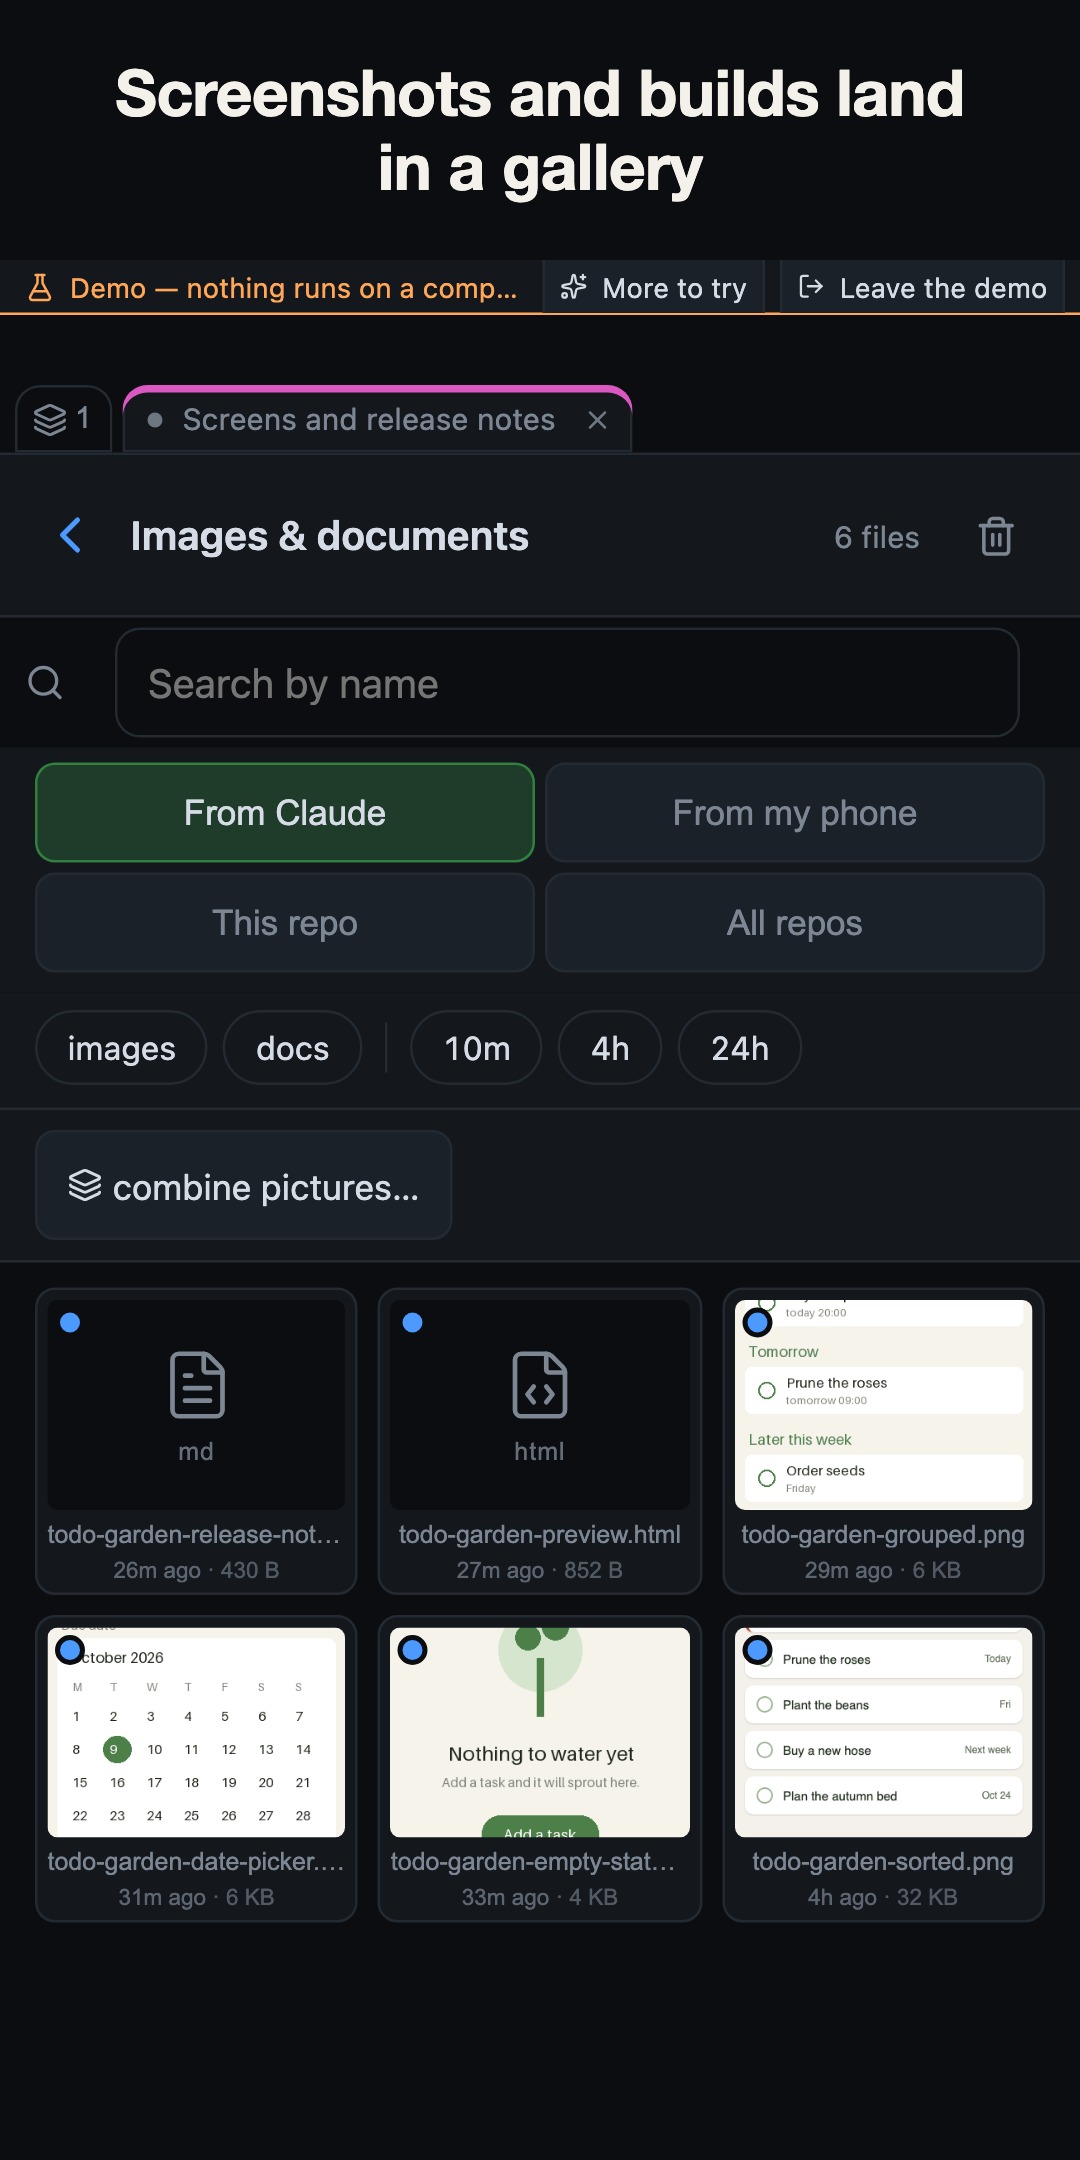 Screenshots and builds land
in a gallery
Demo — nothing runs on a comp...
More to try
Leave the demo
1
Screens and release notes
Images & documents
6 files
Search by name
From Claude
From my phone
This repo
All repos
images
docs
10m
4h
24h
combine pictures...
md
html
today 20:00
Tomorrow
Prune the roses
tomorrow 09:00
Later this week
Order seeds
Friday
todo-garden-release-not...
26m ago · 430 B
todo-garden-preview.html
27m ago · 852 B
todo-garden-grouped.png
29m ago · 6 KB
ctober 2026
M T W T F S S
1 2 3 4 5 6 7
8 9 10 11 12 13 14
15 16 17 18 19 20 21
22 23 24 25 26 27 28
Nothing to water yet
Add a task and it will sprout here.
Add a task
Prune the roses Today
Plant the beans Fri
Buy a new hose Next week
Plan the autumn bed Oct 24
todo-garden-date-picker....
31m ago · 6 KB
todo-garden-empty-stat...
33m ago · 4 KB
todo-garden-sorted.png
4h ago · 32 KB